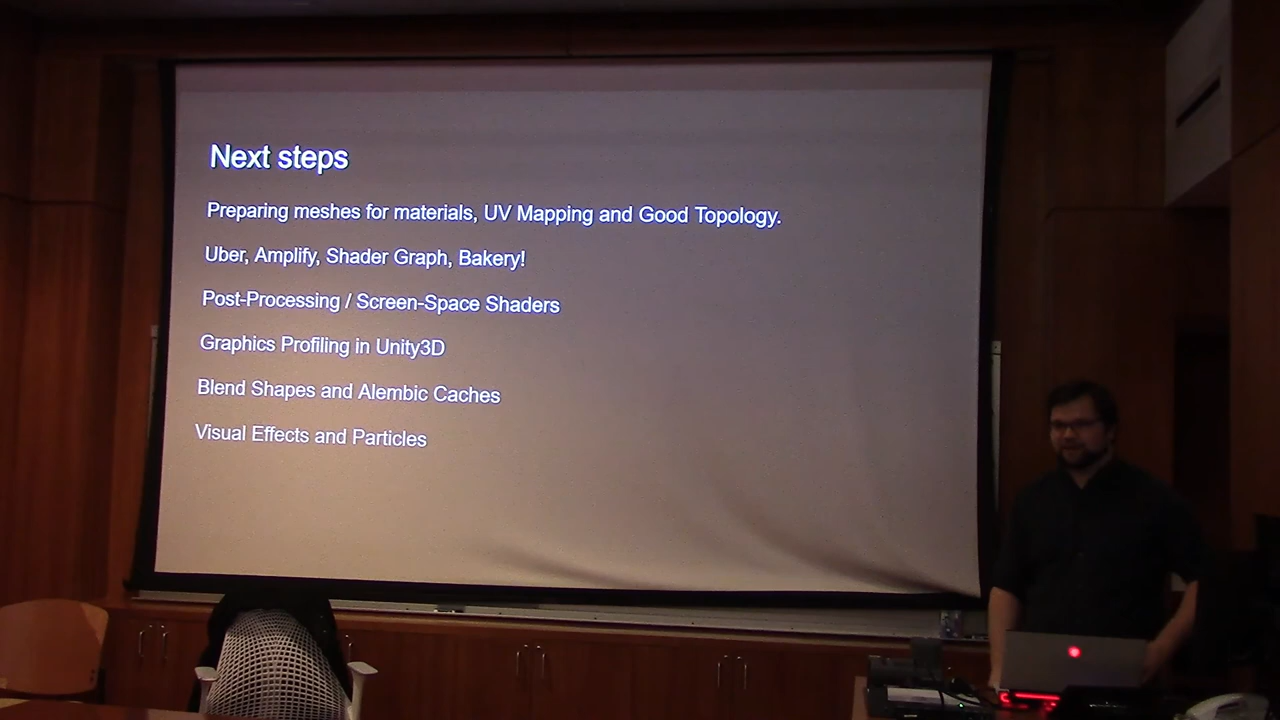 Next steps
Preparing meshes for materials, UV Mapping and Good Topology.
Uber, Amplify, Shader Graph, Bakery!
Post-Processing / Screen-Space Shaders
Graphics Profiling in Unity3D
Blend Shapes and Alembic Caches
Visual Effects and Particles